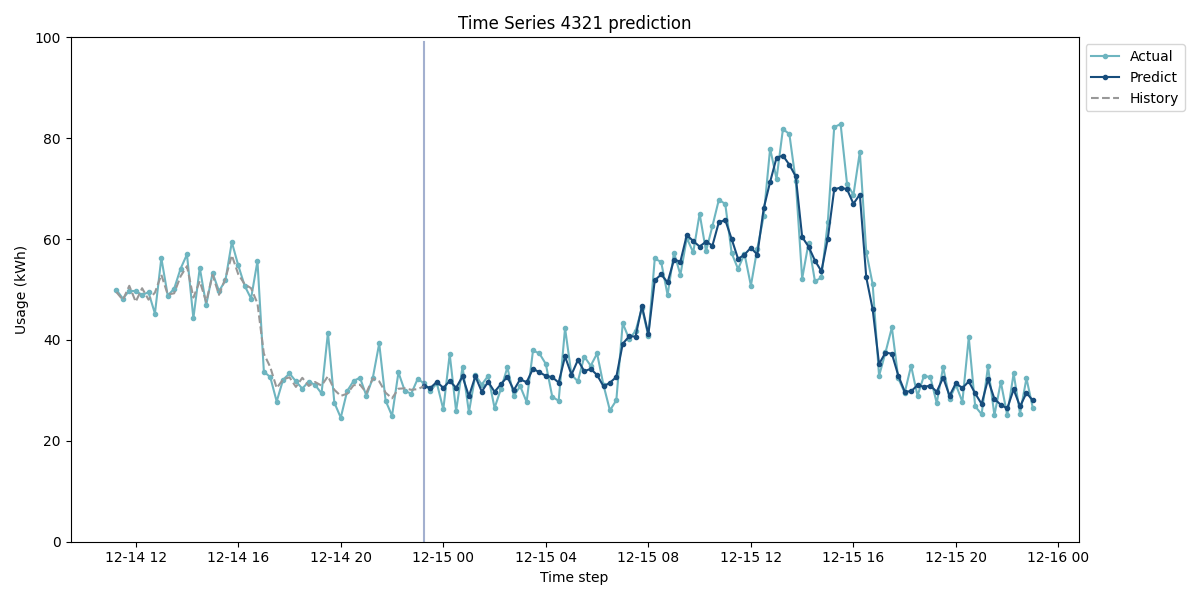 Time Series 4321 prediction
100
80
60
40
20
0
Usage (kWh)
12-14 12
12-14 16
12-14 20
12-15 00
12-15 04
12-15 08
12-15 12
12-15 16
12-15 20
12-16 00
Time step
Actual
Predict
History